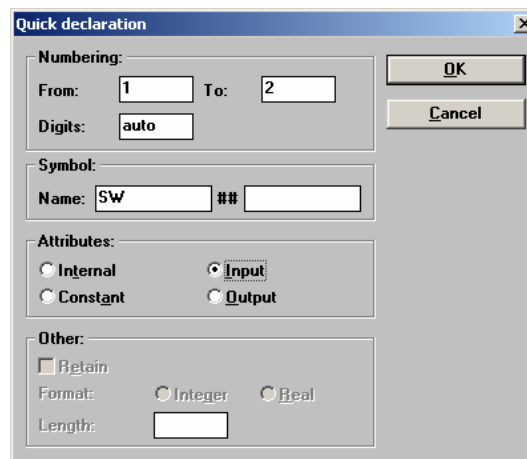 Quick declaration
Numbering:
From: 1 To: 2
Digits: auto
OK
Cancel
Symbol:
Name: SW ##
Attributes:
Internal Input
Constant Output
Other:
Retain
Format: Integer Real
Length: